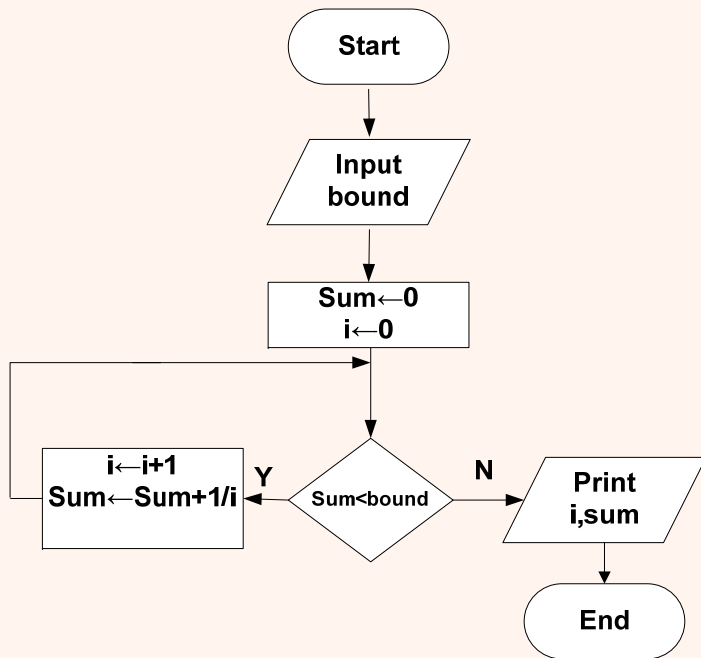 Start
Input
bound
Sum←0
i←0
Sum<bound
Y
i←i+1
Sum←Sum+1/i
N
Print
i,sum
End